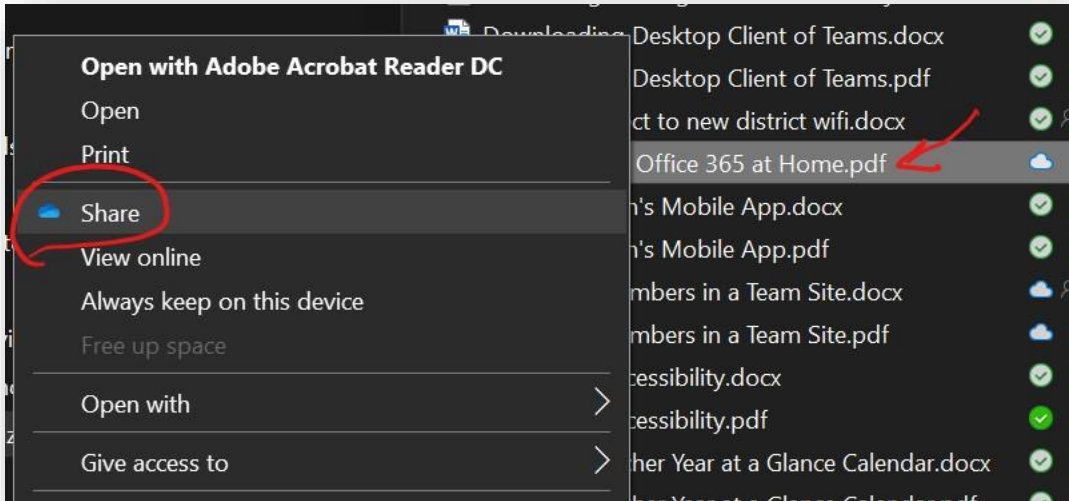 Downloading Desktop Client of Teams.docx
Desktop Client of Teams.pdf
ct to new district wifi.docx
Office 365 at Home.pdf
n's Mobile App.docx
n's Mobile App.pdf
mbers in a Team Site.docx
mbers in a Team Site.pdf
cessibility.docx
cessibility.pdf
her Year at a Glance Calendar.docx
Open with Adobe Acrobat Reader DC
Open
Print
Share
View online
Always keep on this device
Free up space
Open with
Give access to